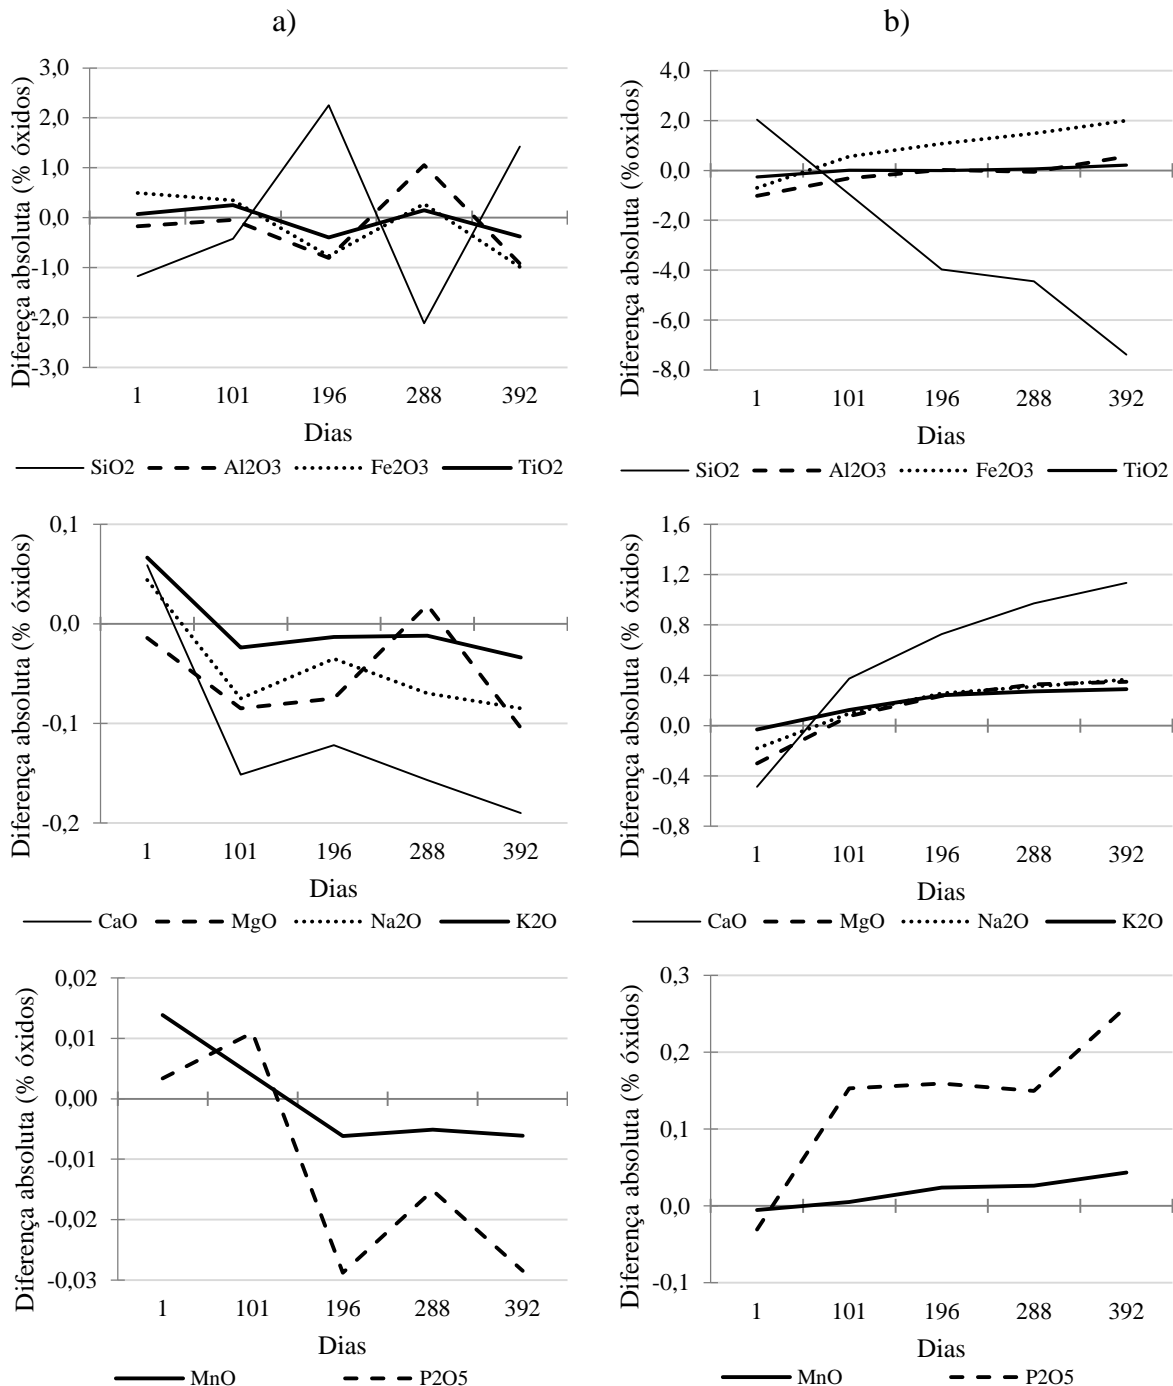 a)
Difereça absoluta (% óxidos)
3,0
2,0
1,0
0,0
-1,0
-2,0
-3,0
1 101 196 288 392
Dias
SiO2 Al2O3 Fe2O3 TiO2
b)
Diferença absoluta (%oxidos)
4,0
2,0
0,0
-2,0
-4,0
-6,0
-8,0
1 101 196 288 392
Dias
SiO2 Al2O3 Fe2O3 TiO2
Diferença absoluta (% óxidos)
0,1
0,0
-0,1
-0,2
1 101 196 288 392
Dias
CaO MgO Na2O K2O
Diferença absoluta (% óxidos)
1,6
1,2
0,8
0,4
0,0
-0,4
-0,8
1 101 196 288 392
Dias
CaO MgO Na2O K2O
Diferença absoluta (% óxidos)
0,02
0,01
0,00
-0,01
-0,02
-0,03
1 101 196 288 392
Dias
MnO P2O5
Diferença absoluta (% óxidos)
0,3
0,2
0,1
0,0
-0,1
1 101 196 288 392
Dias
MnO P2O5